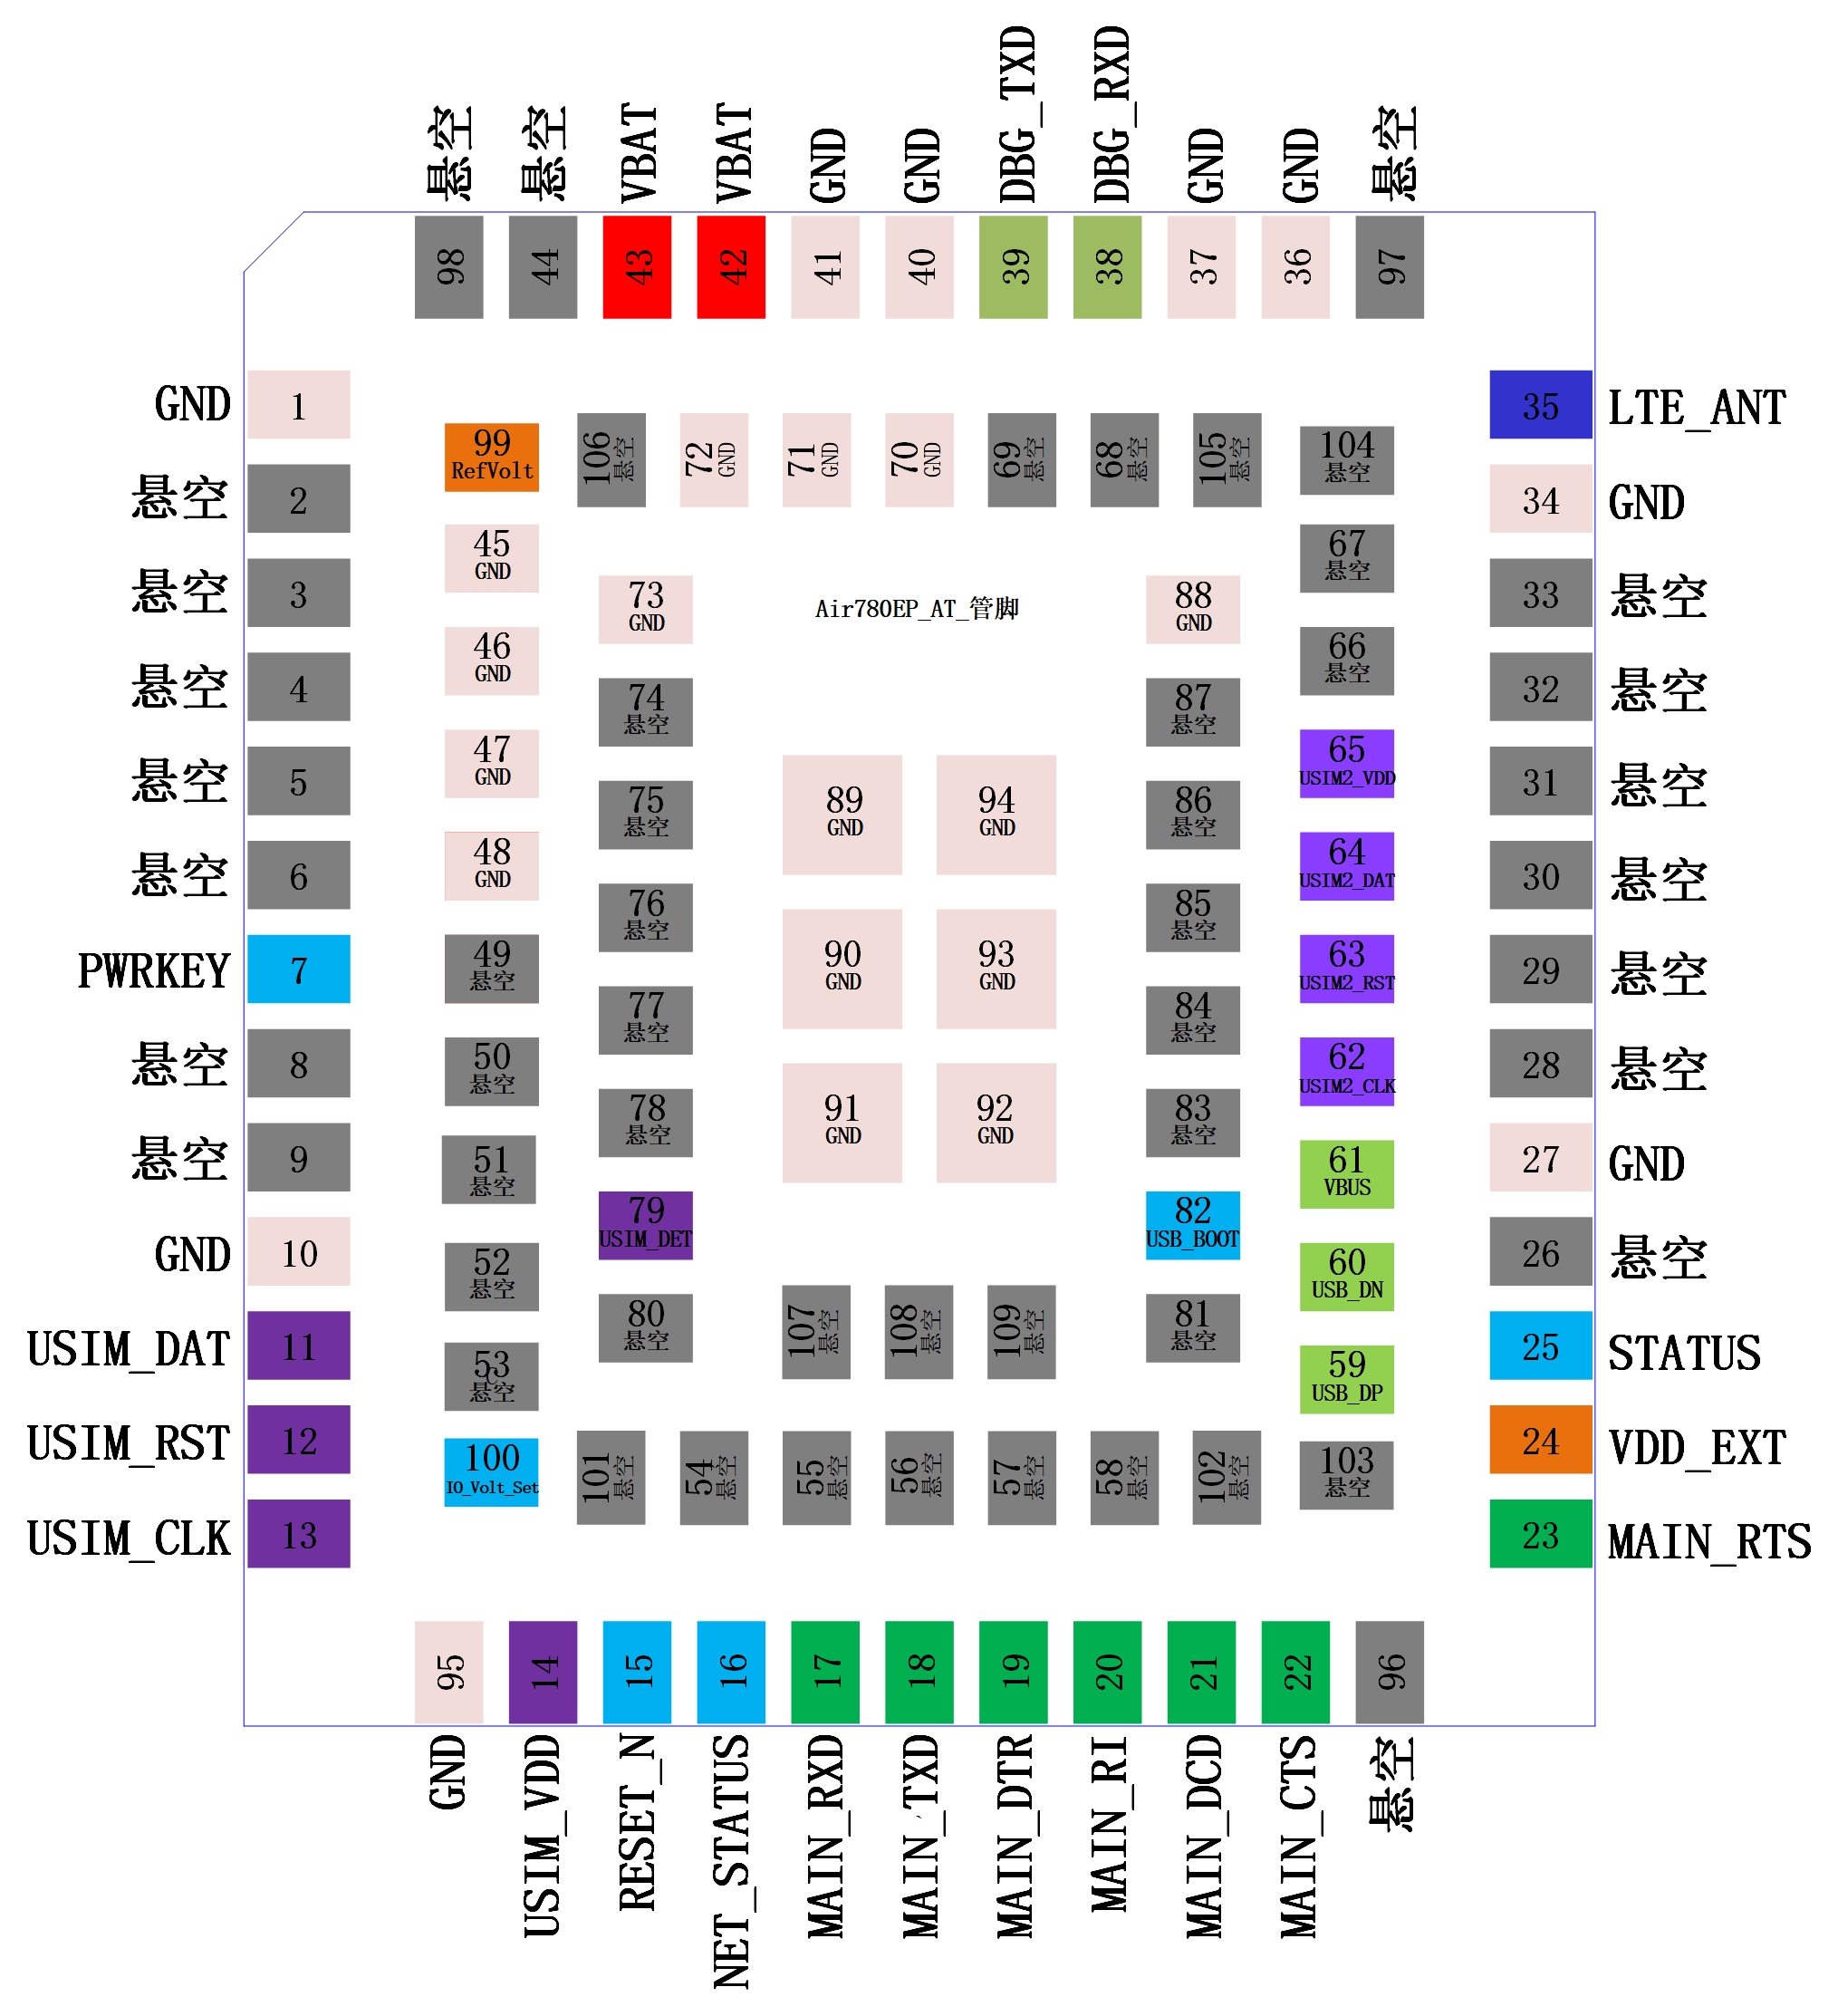 悬空
悬空
VBAT
VBAT
GND
GND
DBG_TXD
DBG_RXD
GND
GND
悬空
98
44
43
42
41
40
39
38
37
36
97
GND
1
悬空
2
悬空
3
悬空
4
悬空
5
悬空
6
PWRKEY
7
悬空
8
悬空
9
GND
10
USIM_DAT
11
USIM_RST
12
USIM_CLK
13
99
RefVolt
45
GND
46
GND
47
GND
48
GND
49
悬空
50
悬空
51
悬空
52
悬空
53
C
悬空
100
IO_Volt_Set
106
悬空
72
GND
71
GND
70
GND
69
悬空
68
悬空
105
悬空
104
悬空
Air780EP_AT_管脚
73
GND
74
悬空
75
悬空
76
悬空
77
悬空
78
悬空
79
USIM_DET
80
悬空
89
GND
94
GND
90
GND
93
GND
91
GND
92
GND
88
GND
87
悬空
86
悬空
85
悬空
84
悬空
83
悬空
82
USB_BOOT
81
悬空
107
悬空
108
悬空
109
悬空
67
悬空
66
悬空
65
USIM2_VDD
64
USIM2_DAT
63
USIM2_RST
62
USIM2_CLK
61
VBUS
60
USB_DN
59
USB_DP
103
悬空
101
悬空
54
悬空
55
悬空
56
悬空
57
悬空
58
悬空
102
悬空
35
LTE_ANT
34
GND
33
悬空
32
悬空
31
悬空
30
悬空
29
悬空
28
悬空
27
GND
26
悬空
25
STATUS
24
VDD_EXT
23
MAIN_RTS
95
14
15
16
17
18
19
20
21
22
96
GND
USIM_VDD
RESET_N
NET_STATUS
MAIN_RXD
MAIN_TXD
MAIN_DTR
MAIN_RI
MAIN_DCD
MAIN_CTS
悬空